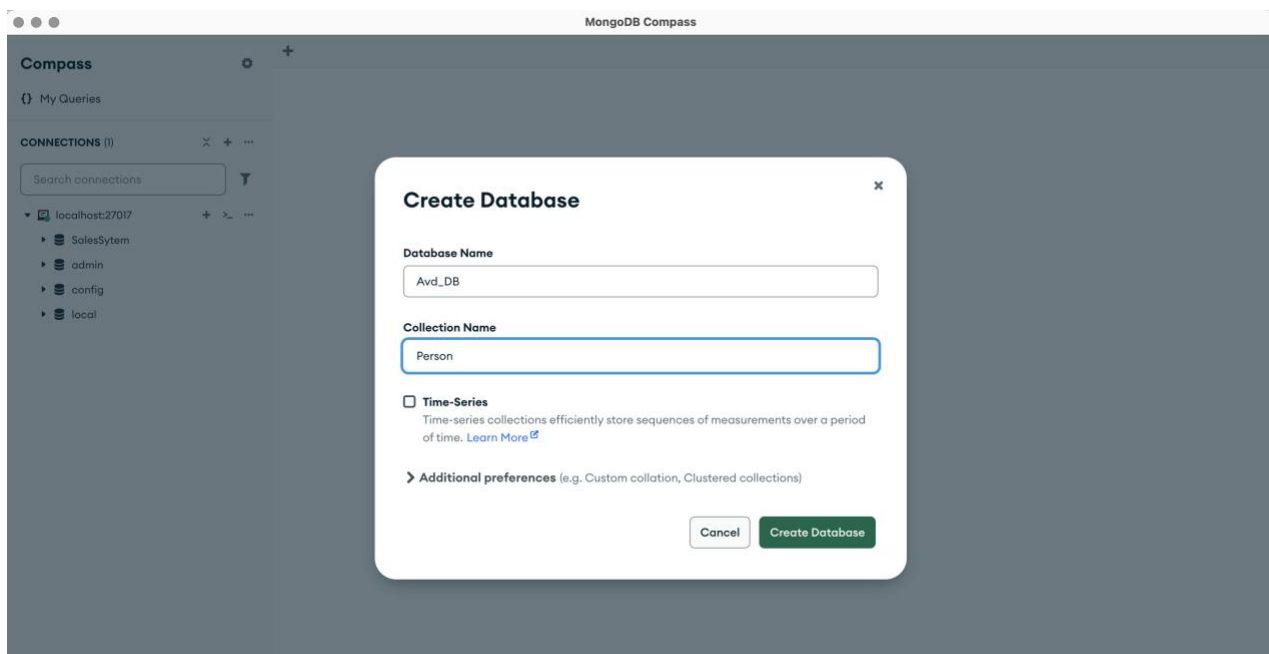 MongoDB Compass
Compass
{} My Queries
CONNECTIONS (1)
Search connections
localhost:27017
SalesSytem
admin
config
local
Create Database
Database Name
Avd_DB
Collection Name
Person
Time-Series
Time-series collections efficiently store sequences of measurements over a period
of time. Learn More
Additional preferences (e.g. Custom collation, Clustered collections)
Cancel Create Database